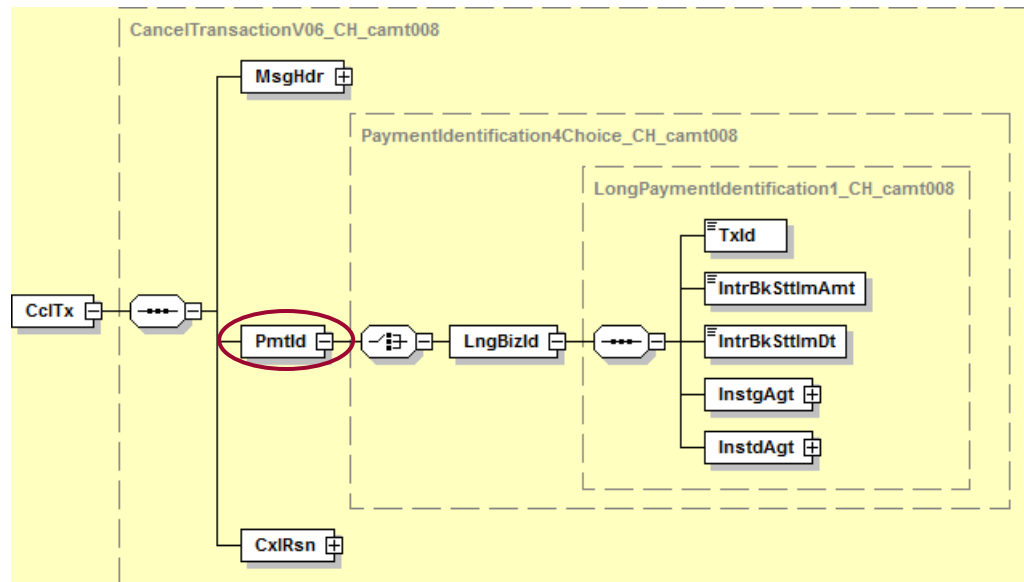 CancelTransactionV06_CH_camt008
MsgHdr
PaymentIdentification4Choice_CH_camt008
LongPaymentIdentification1_CH_camt008
TxId
IntrBkSttlmAmt
CclTx
PmtId
LngBizId
IntrBkSttlmDt
InstgAgt
InstdAgt
CxlRsn